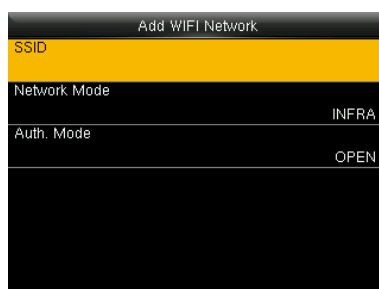 Add WIFI Network
SSID
Network Mode
INFRA
Auth. Mode
OPEN